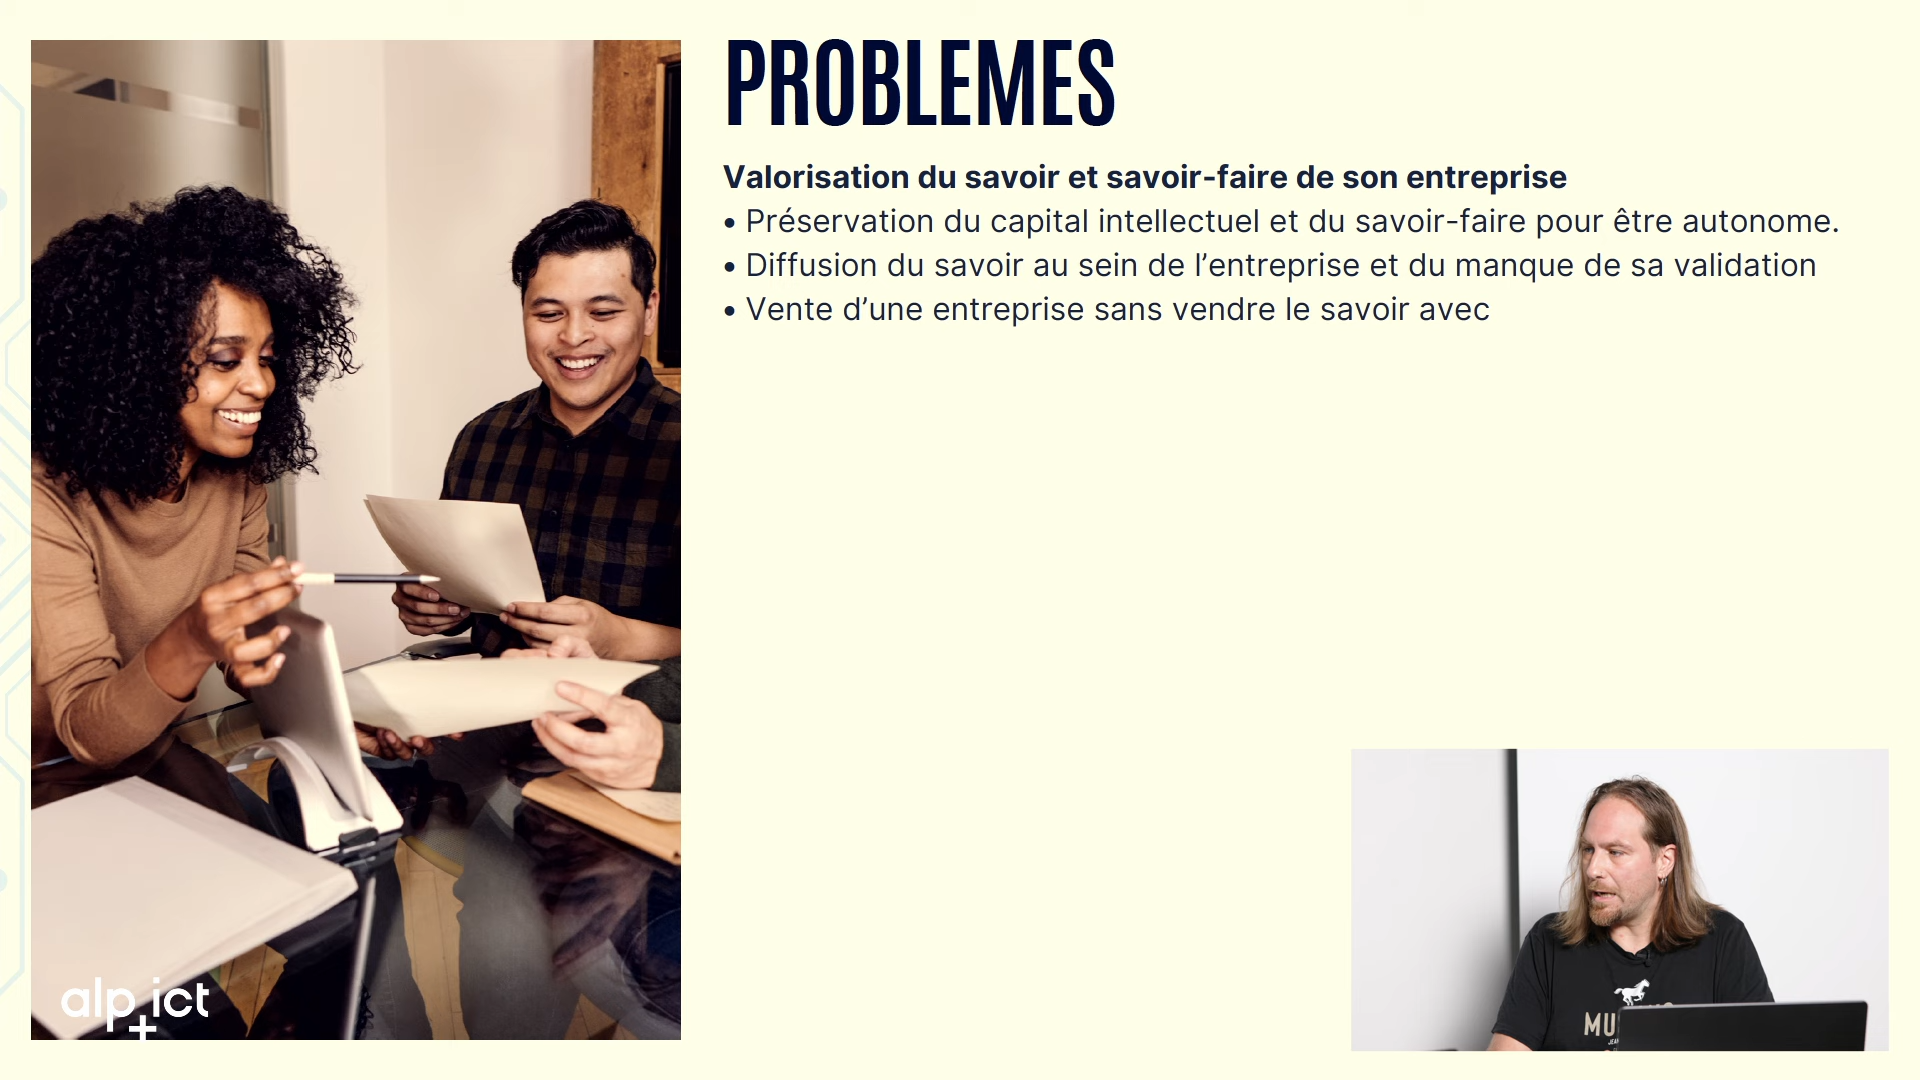 PROBLEMES
Valorisation du savoir et savoir-faire de son entreprise
• Préservation du capital intellectuel et du savoir-faire pour être autonome.
• Diffusion du savoir au sein de l’entreprise et du manque de sa validation
• Vente d’une entreprise sans vendre le savoir avec
alp+ict
MU